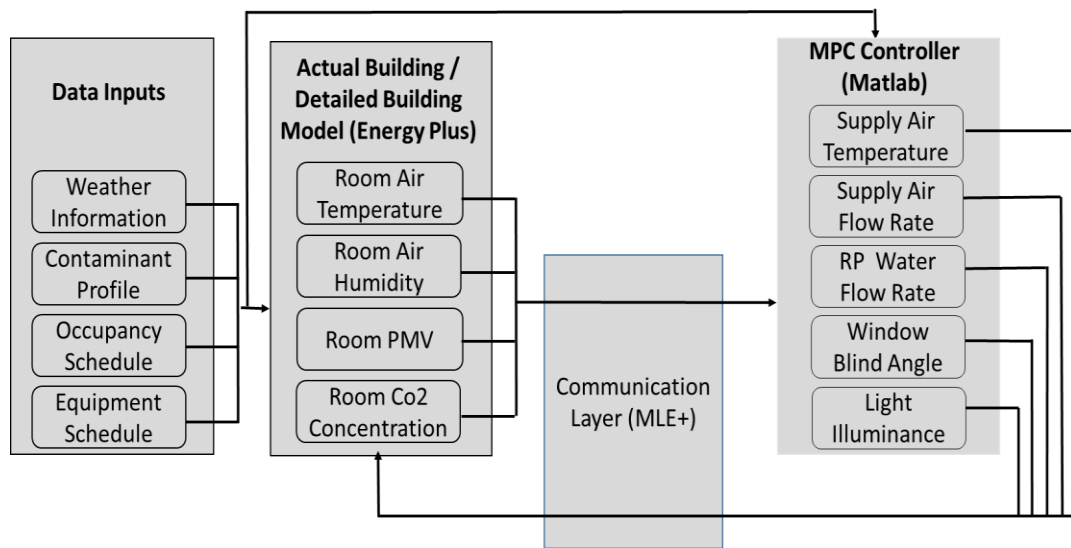 Data Inputs
Weather
Information
Contaminant
Profile
Occupancy
Schedule
Equipment
Schedule
Actual Building /
Detailed Building
Model (Energy Plus)
Room Air
Temperature
Room Air
Humidity
Room PMV
Room Co2
Concentration
Communication
Layer (MLE+)
MPC Controller
(Matlab)
Supply Air
Temperature
Supply Air
Flow Rate
RP Water
Flow Rate
Window
Blind Angle
Light
Illuminance